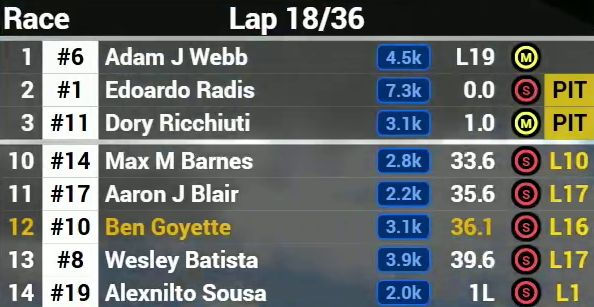 Race Lap 18/36
1 #6 Adam J Webb 4.5k L19 M
2 #1 Edoardo Radis 7.3k 0.0 S PIT
3 #11 Dory Ricchiuti 3.1k 1.0 M PIT
10 #14 Max M Barnes 2.8k 33.6 S L10
11 #17 Aaron J Blair 2.2k 35.6 S L17
12 #10 Ben Goyette 3.1k 36.1 S L16
13 #8 Wesley Batista 3.9k 39.6 S L17
14 #19 Alexnilto Sousa 2.0k 1L S L1